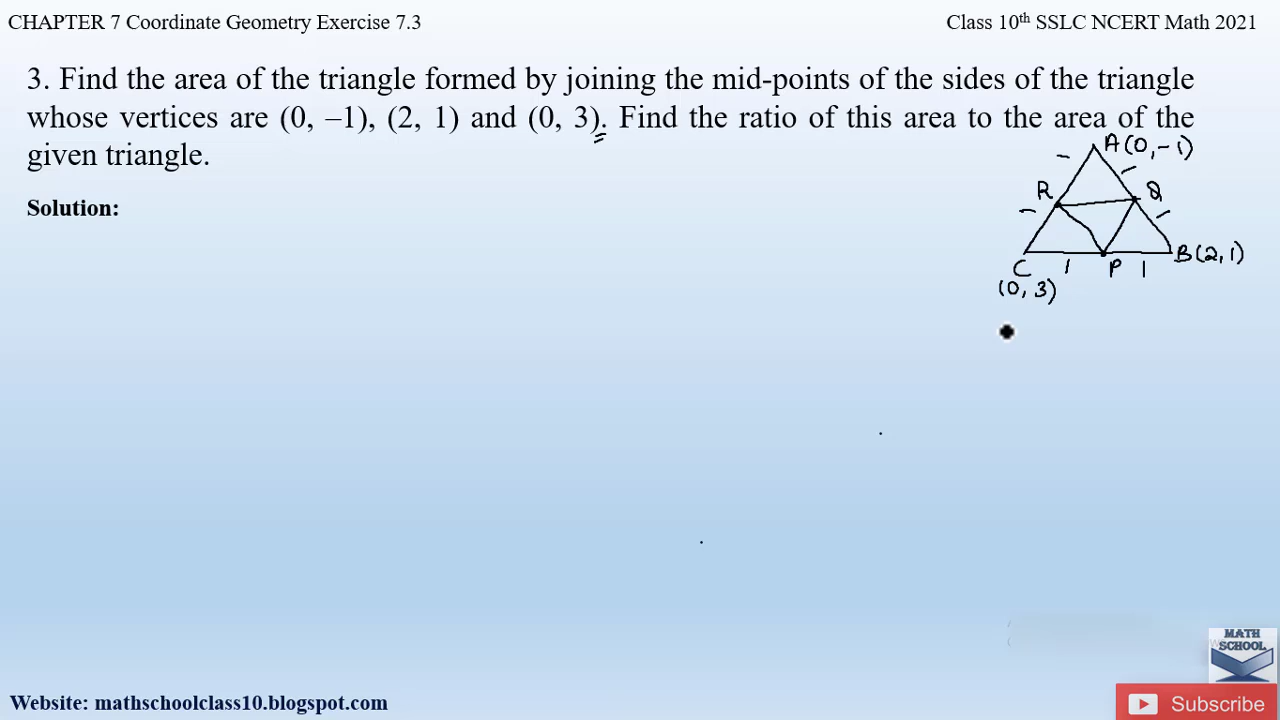 CHAPTER 7 Coordinate Geometry Exercise 7.3
Class 10th SSLC NCERT Math 2021
3. Find the area of the triangle formed by joining the mid-points of the sides of the triangle
whose vertices are (0, –1), (2, 1) and (0, 3). Find the ratio of this area to the area of the
given triangle.
A(0,-1)
Solution:
R
Q
B(2,1)
C
P
(0, 3)
MATH
SCHOOL
Website: mathschoolclass10.blogspot.com
Subscribe